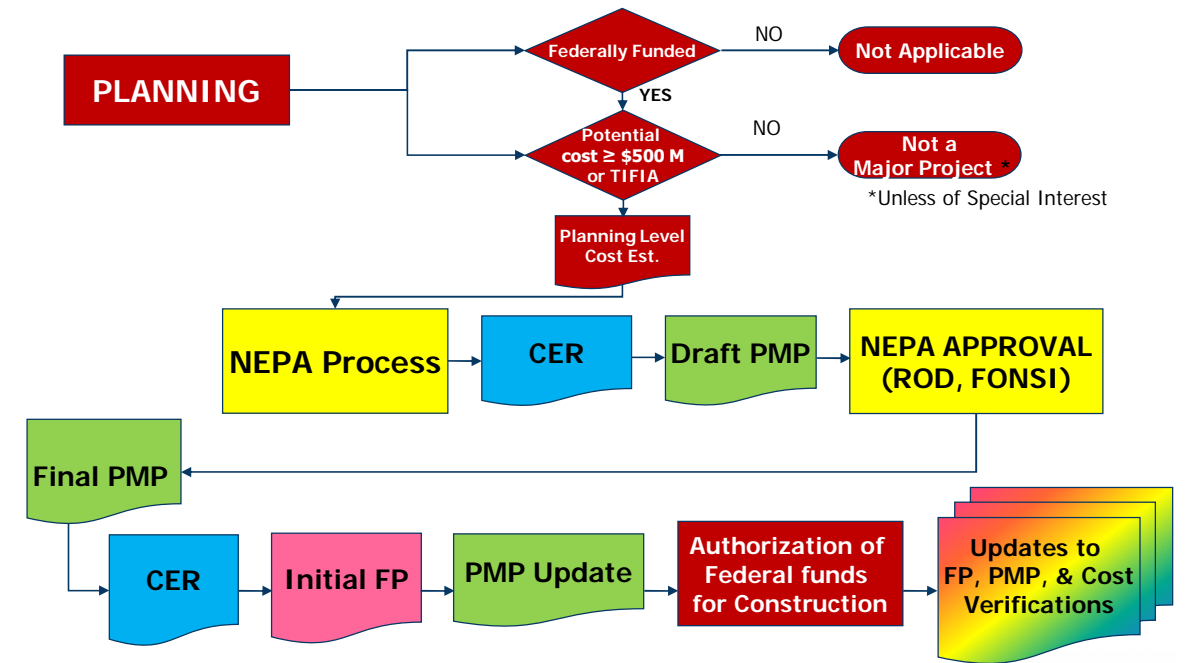 PLANNING
Federally Funded
NO
Not Applicable
YES
Potential
cost ≥ $500 M
or TIFIA
NO
Not a
Major Project *
*Unless of Special Interest
Planning Level
Cost Est.
NEPA Process
CER
Draft PMP
NEPA APPROVAL
(ROD, FONSI)
Final PMP
CER
Initial FP
PMP Update
Authorization of
Federal funds
for Construction
Updates to
FP, PMP, & Cost
Verifications